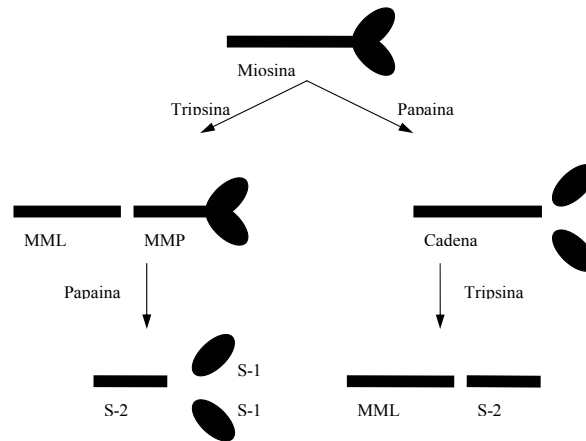 Miosina
Tripsina
Papaina
MML
MMP
Cadena
Papaina
Tripsina
S-1
S-2
S-1
MML
S-2